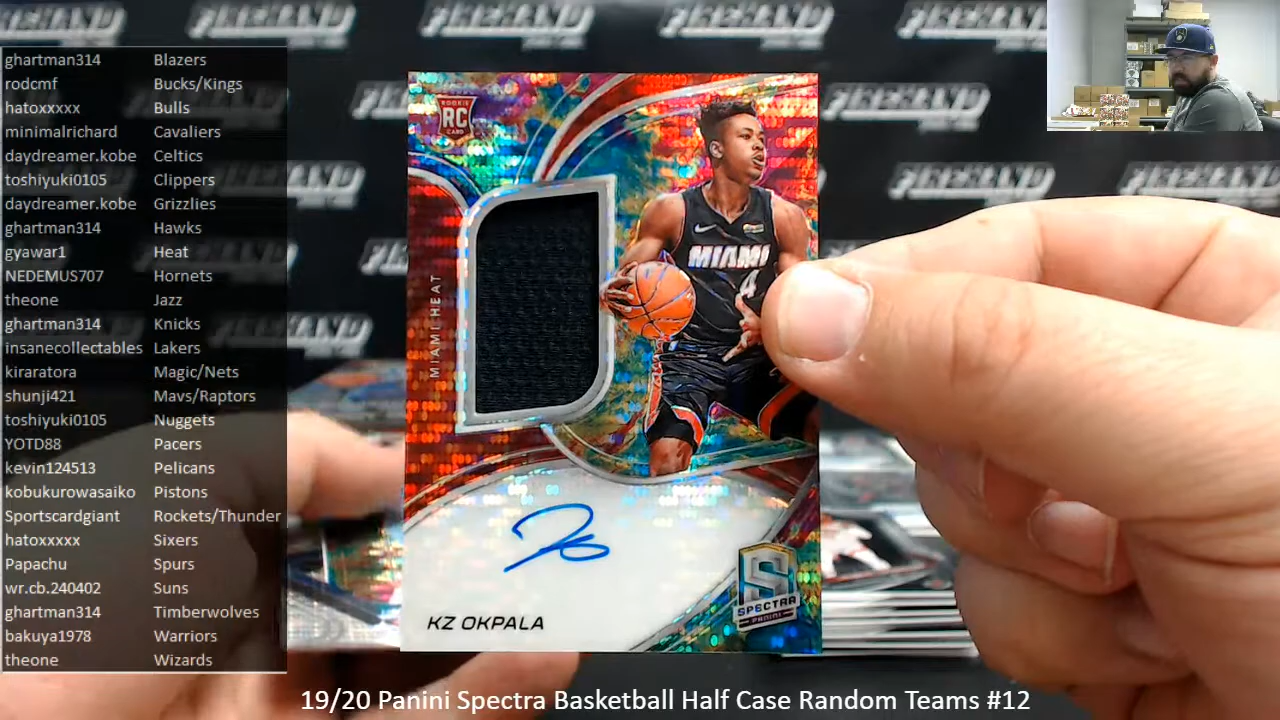 ghartman314 Blazers
rodcmf Bucks/Kings
hatoxxxxx Bulls
minimalrichard Cavaliers
daydreamer.kobe Celtics
toshiyuki0105 Clippers
daydreamer.kobe Grizzlies
ghartman314 Hawks
gyawar1 Heat
NEDEMUS707 Hornets
theone Jazz
ghartman314 Knicks
insanecollectables Lakers
kiraratora Magic/Nets
shunji421 Mavs/Raptors
toshiyuki0105 Nuggets
YOTD88 Pacers
kevin124513 Pelicans
kobukurowasaiko Pistons
Sportscardgiant Rockets/Thunder
hatoxxxxx Sixers
Papachu Spurs
wr.cb.240402 Suns
ghartman314 Timberwolves
bakuya1978 Warriors
theone Wizards
ROOKIE
RC
CARD
MIAMI HEAT
MIAMI
4
KZ OKPALA
S
SPECTRA
PANINI
FIREHAND
19/20 Panini Spectra Basketball Half Case Random Teams #12